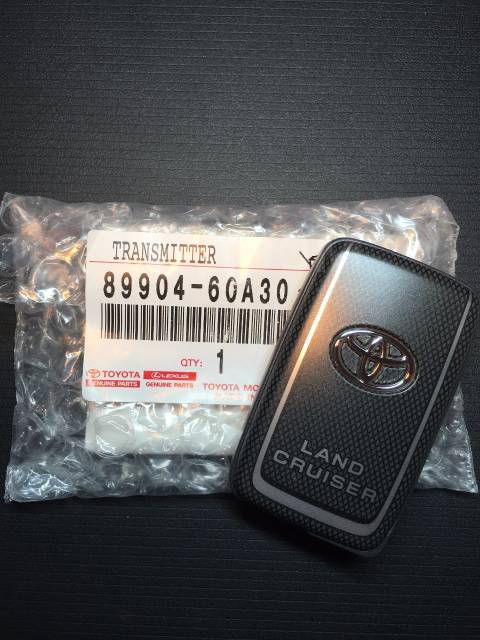 TRANSMITTER
89904-60A30
QTY: 1
TOYOTA LEXUS
GENUINE PARTS GENUINE PARTS TOYOTA MO
LAND
CRUISER